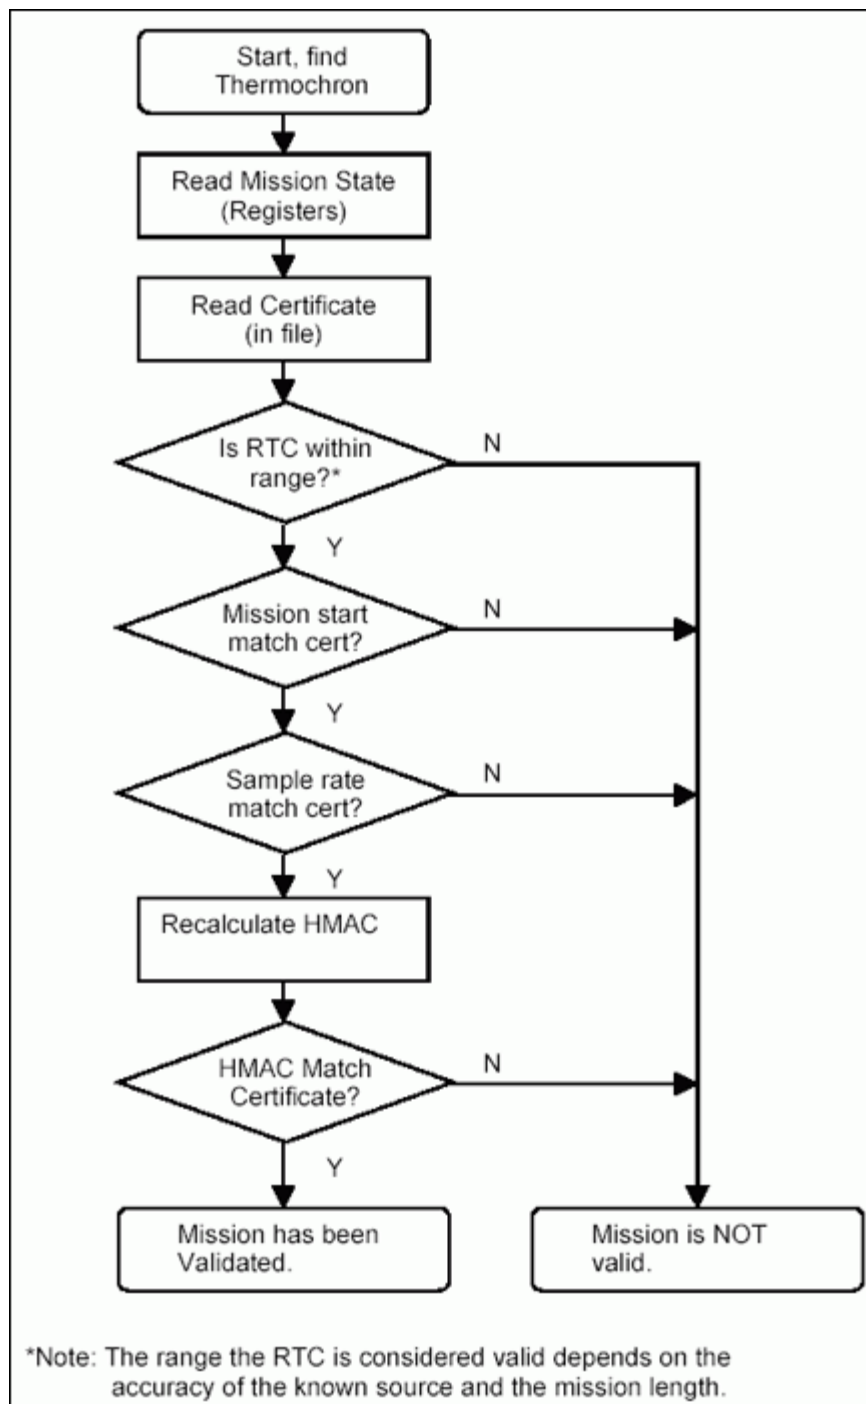 Start, find
Thermochron
Read Mission State
(Registers)
Read Certificate
(in file)
Is RTC within
range?*
N
Y
Mission start
match cert?
N
Y
Sample rate
match cert?
N
Y
Recalculate HMAC
HMAC Match
Certificate?
N
Y
Mission has been
Validated.
Mission is NOT
valid.
*Note: The range the RTC is considered valid depends on the
accuracy of the known source and the mission length.